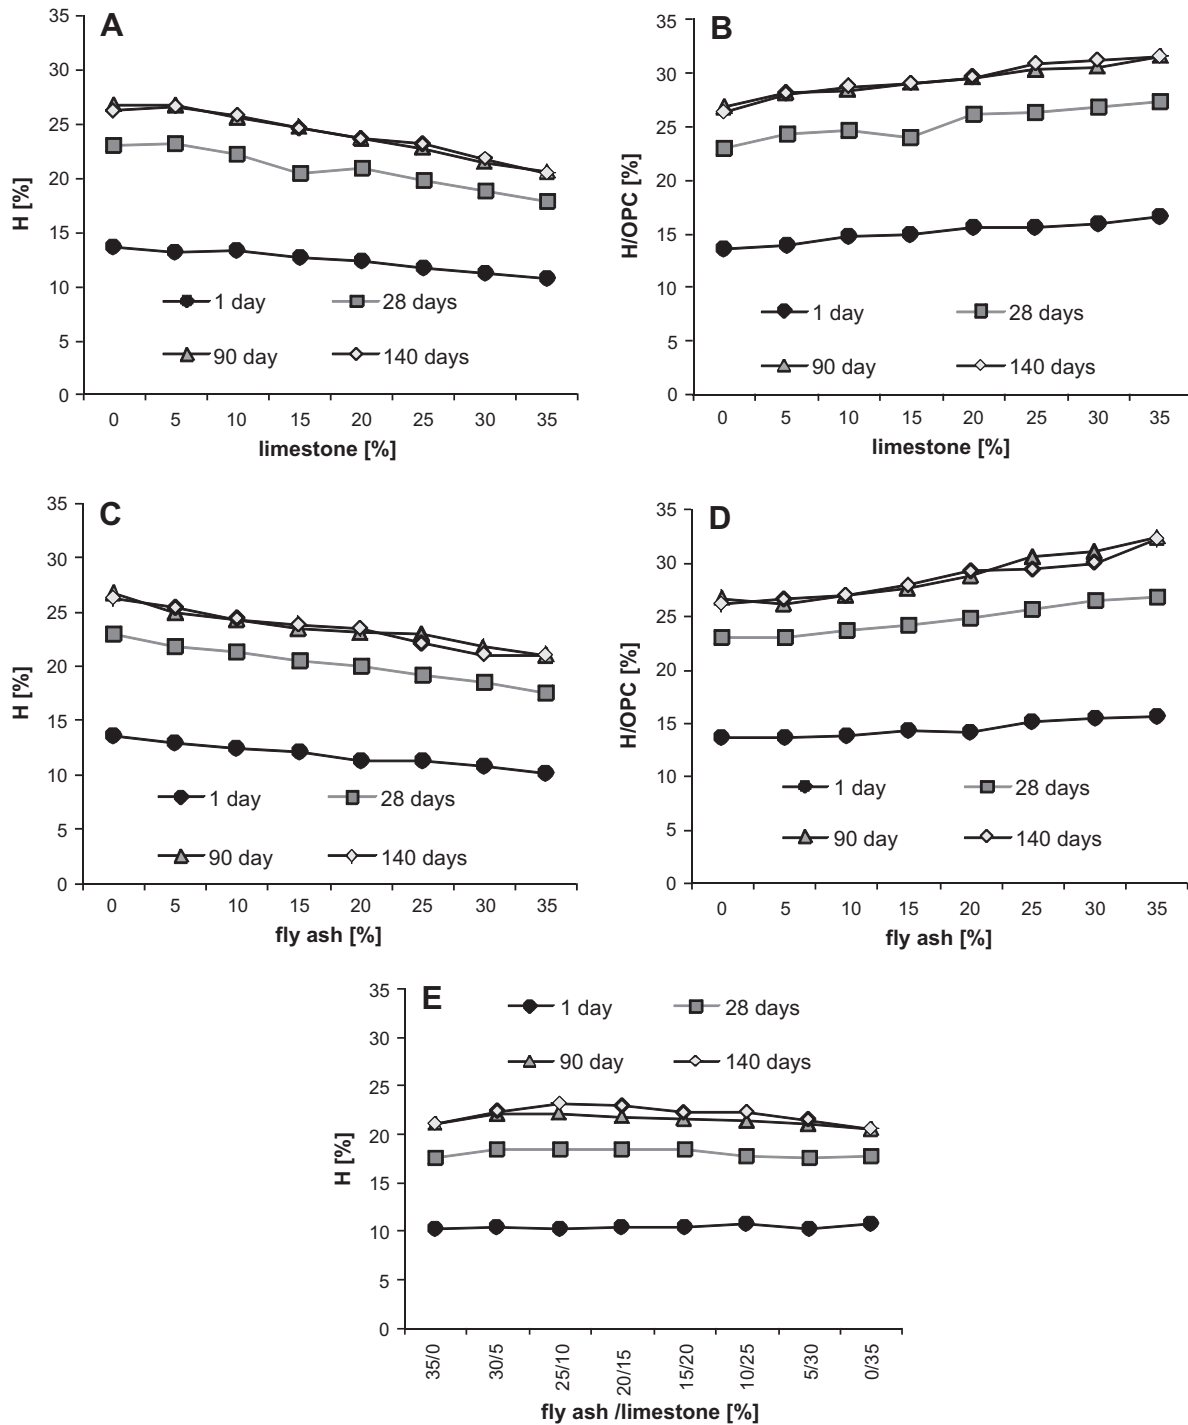 A
35
30
25
20
15
10
5
0
H [%]
1 day
28 days
90 day
140 days
0 5 10 15 20 25 30 35
limestone [%]
B
35
30
25
20
15
10
5
0
H/OPC [%]
1 day
28 days
90 day
140 days
0 5 10 15 20 25 30 35
limestone [%]
C
35
30
25
20
15
10
5
0
H [%]
1 day
28 days
90 day
140 days
0 5 10 15 20 25 30 35
fly ash [%]
D
35
30
25
20
15
10
5
0
H/OPC [%]
1 day
28 days
90 day
140 days
0 5 10 15 20 25 30 35
fly ash [%]
E
35
30
25
20
15
10
5
0
H [%]
1 day
28 days
90 day
140 days
35/0
30/5
25/10
20/15
15/20
10/25
5/30
0/35
fly ash /limestone [%]